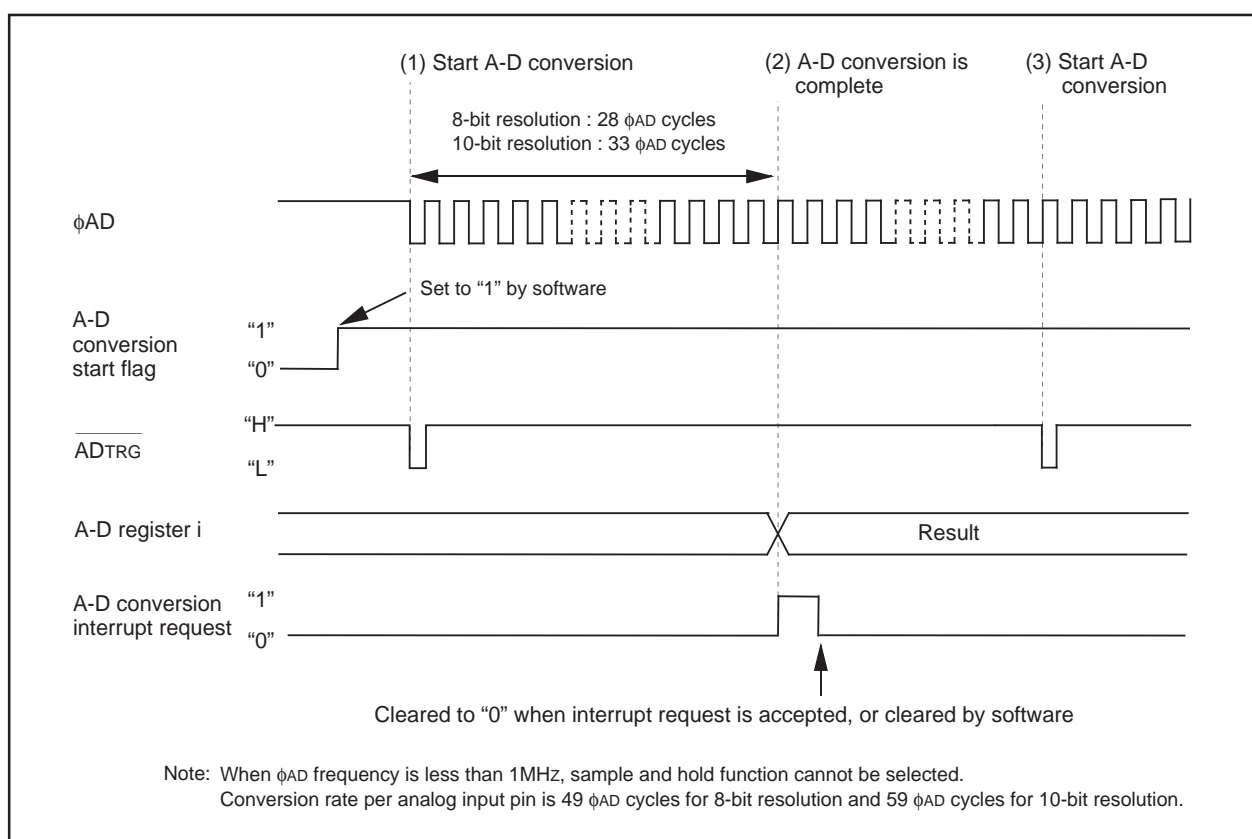 (1) Start A-D conversion
(2) A-D conversion is
complete
(3) Start A-D
conversion
8-bit resolution : 28 ϕAD cycles
10-bit resolution : 33 ϕAD cycles
ϕAD
Set to “1” by software
A-D
conversion
start flag
“1”
“0”
ADTRG
“H”
“L”
A-D register i
Result
A-D conversion
interrupt request
“1”
“0”
Cleared to “0” when interrupt request is accepted, or cleared by software
Note: When ϕAD frequency is less than 1MHz, sample and hold function cannot be selected.
Conversion rate per analog input pin is 49 ϕAD cycles for 8-bit resolution and 59 ϕAD cycles for 10-bit resolution.